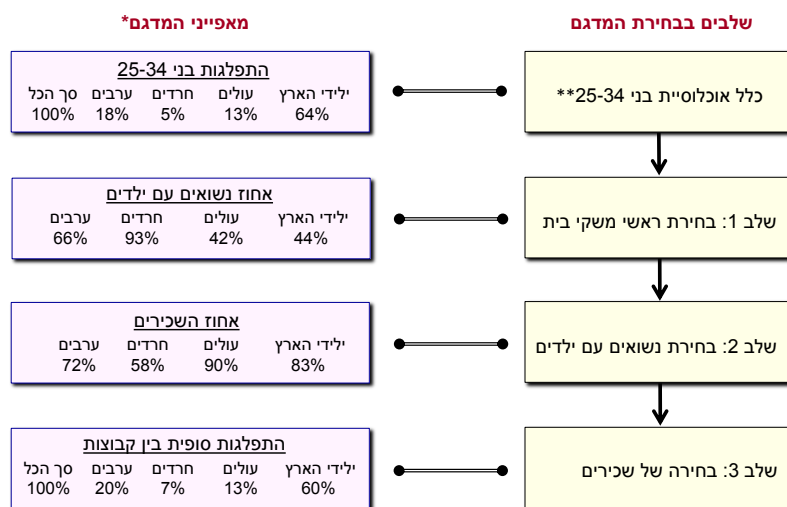 שלבים בבחירת המדגם
מאפייני המדגם*
כלל אוכלוסיית בני 25-34**
התפלגות בני 25-34
ילידי הארץ עולים חרדים ערבים סך הכל
64% 13% 5% 18% 100%
שלב 1: בחירת ראשי משקי בית
אחוז נשואים עם ילדים
ילידי הארץ עולים חרדים ערבים
44% 42% 93% 66%
שלב 2: בחירת נשואים עם ילדים
אחוז השכירים
ילידי הארץ עולים חרדים ערבים
83% 90% 58% 72%
שלב 3: בחירה של שכירים
התפלגות סופית בין קבוצות
ילידי הארץ עולים חרדים ערבים סך הכל
60% 13% 7% 20% 100%